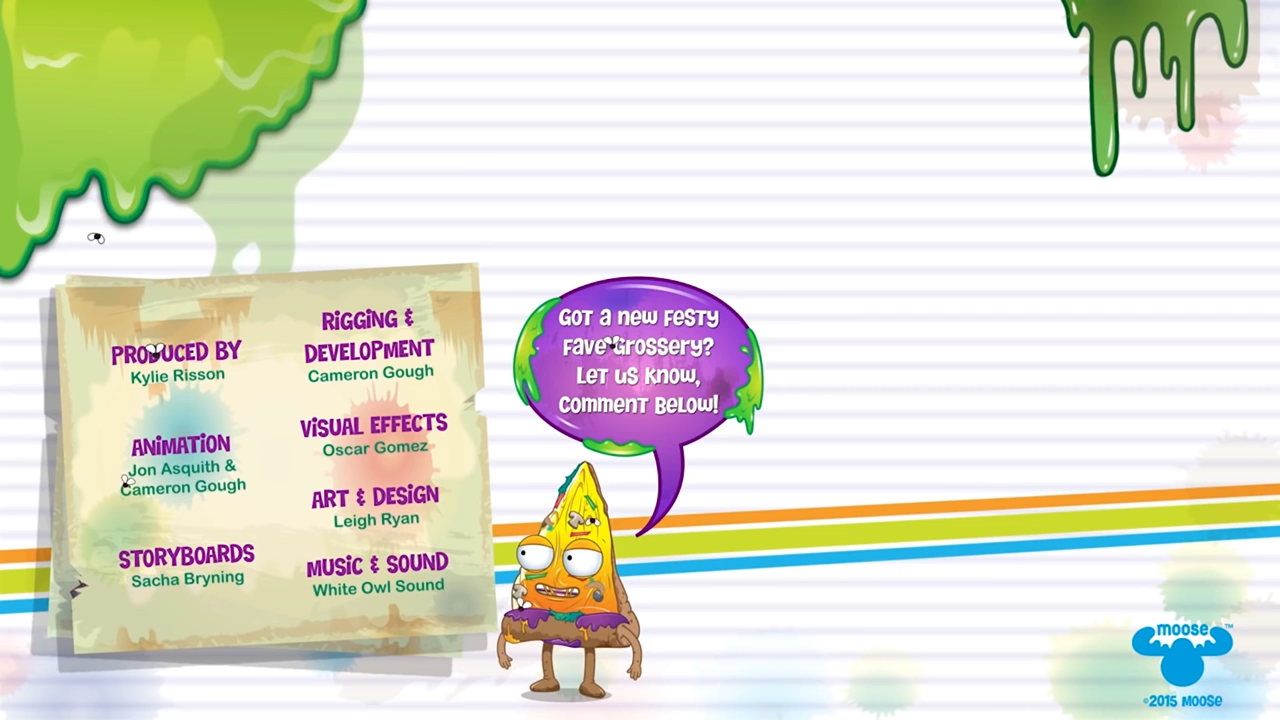 PRODUCED BY
Kylie Risson
ANIMATION
Jon Asquith &
Cameron Gough
STORYBOARDS
Sacha Bryning
RIGGING &
DEVELOPMENT
Cameron Gough
VISUAL EFFECTS
Oscar Gomez
ART & DESIGN
Leigh Ryan
MUSIC & SOUND
White Owl Sound
GOT A NEW FESTY
FAVE GROSSERY?
LET US KNOW,
COMMENT BELOW!
moose™
©2015 MOOSE